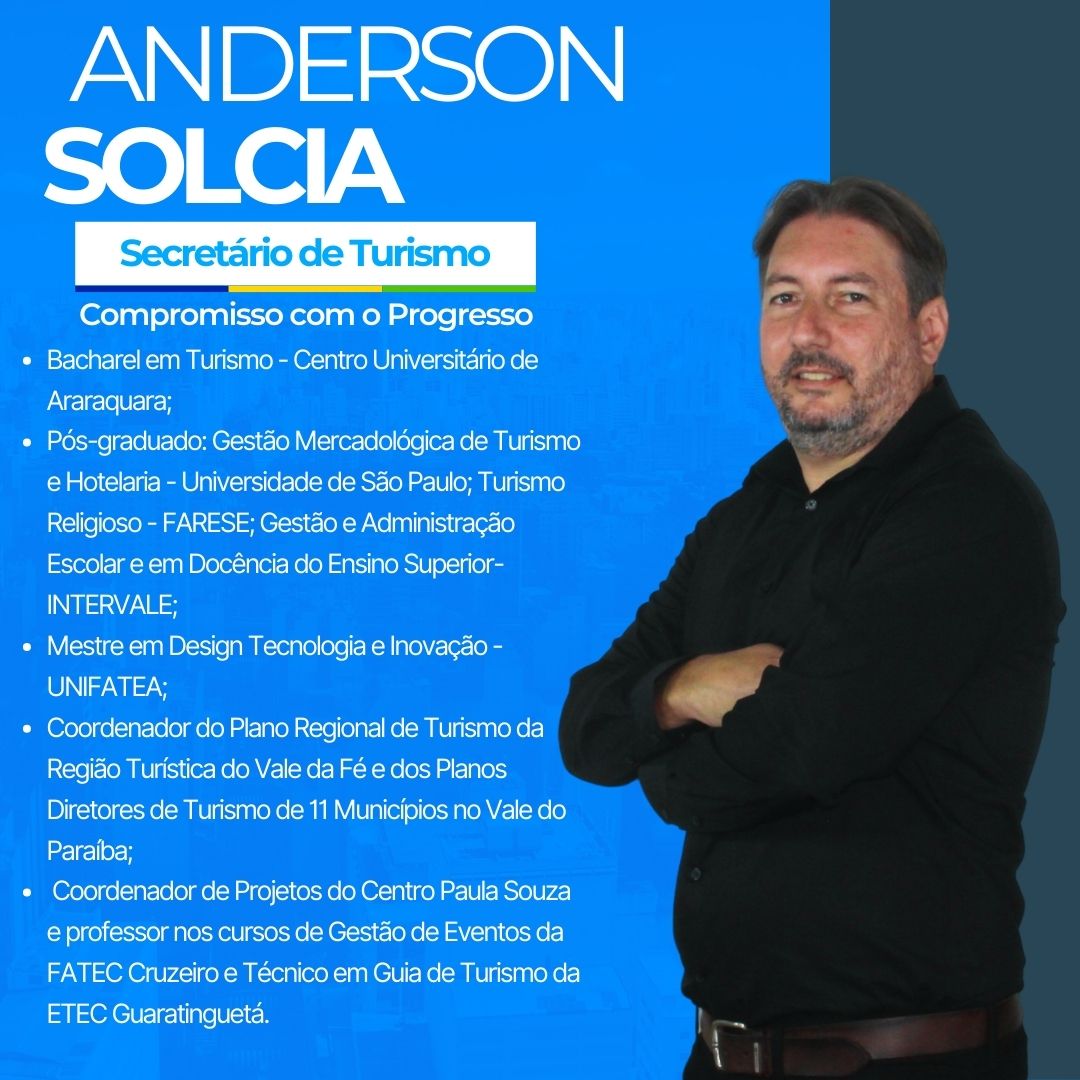 ANDERSON
SOLCIA
Secretário de Turismo
Compromisso com o Progresso
• Bacharel em Turismo - Centro Universitário de
Araraquara;
• Pós-graduado: Gestão Mercadológica de Turismo
e Hotelaria - Universidade de São Paulo; Turismo
Religioso - FARESE; Gestão e Administração
Escolar e em Docência do Ensino Superior-
INTERVALE;
• Mestre em Design Tecnologia e Inovação -
UNIFATEA;
• Coordenador do Plano Regional de Turismo da
Região Turística do Vale da Fé e dos Planos
Diretores de Turismo de 11 Municípios no Vale do
Paraíba;
• Coordenador de Projetos do Centro Paula Souza
e professor nos cursos de Gestão de Eventos da
FATEC Cruzeiro e Técnico em Guia de Turismo da
ETEC Guaratinguetá.